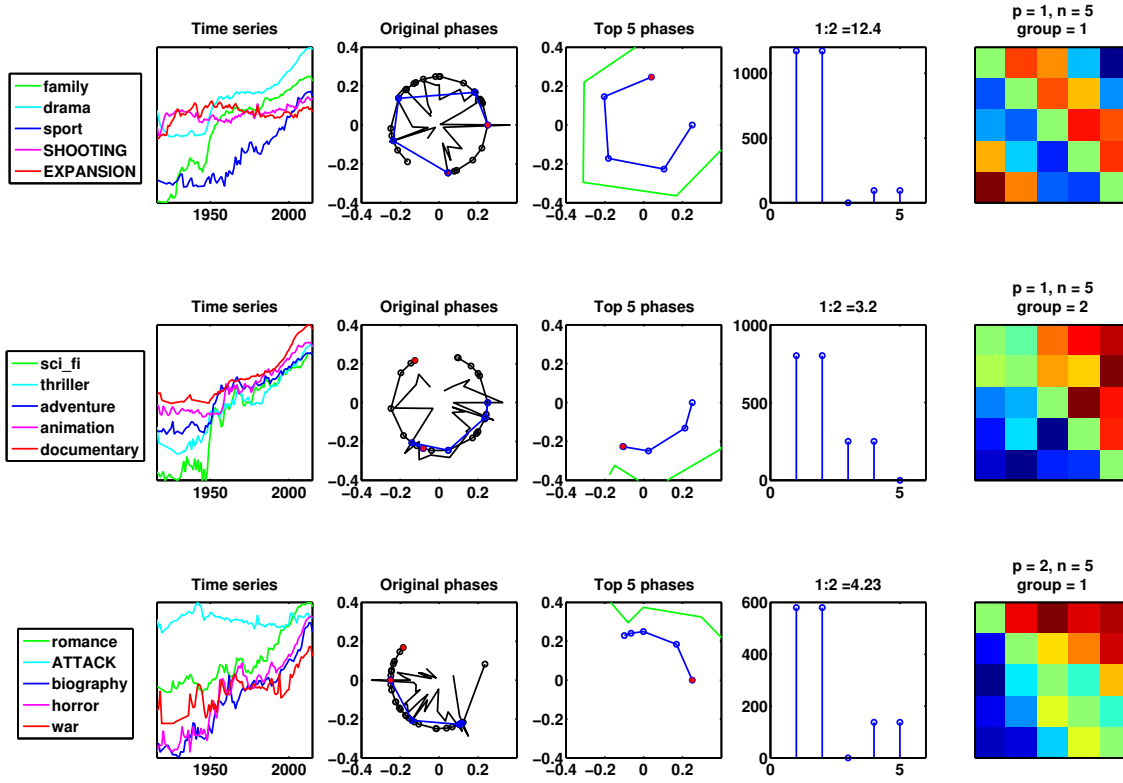 Time series
Original phases
Top 5 phases
1:2 =12.4
p = 1, n = 5
group = 1
family
drama
sport
SHOOTING
EXPANSION
1950 2000
0.4
0.2
0
−0.2
−0.4
−0.4 −0.2 0 0.2
0.4
0.2
0
−0.2
−0.4
−0.4 −0.2 0 0.2
1000
500
0
0 5
Time series
Original phases
Top 5 phases
1:2 =3.2
p = 1, n = 5
group = 2
sci_fi
thriller
adventure
animation
documentary
1950 2000
0.4
0.2
0
−0.2
−0.4
−0.4 −0.2 0 0.2
0.4
0.2
0
−0.2
−0.4
−0.4 −0.2 0 0.2
1000
500
0
0 5
Time series
Original phases
Top 5 phases
1:2 =4.23
p = 2, n = 5
group = 1
romance
ATTACK
biography
horror
war
1950 2000
0.4
0.2
0
−0.2
−0.4
−0.4 −0.2 0 0.2
0.4
0.2
0
−0.2
−0.4
−0.4 −0.2 0 0.2
600
400
200
0
0 5